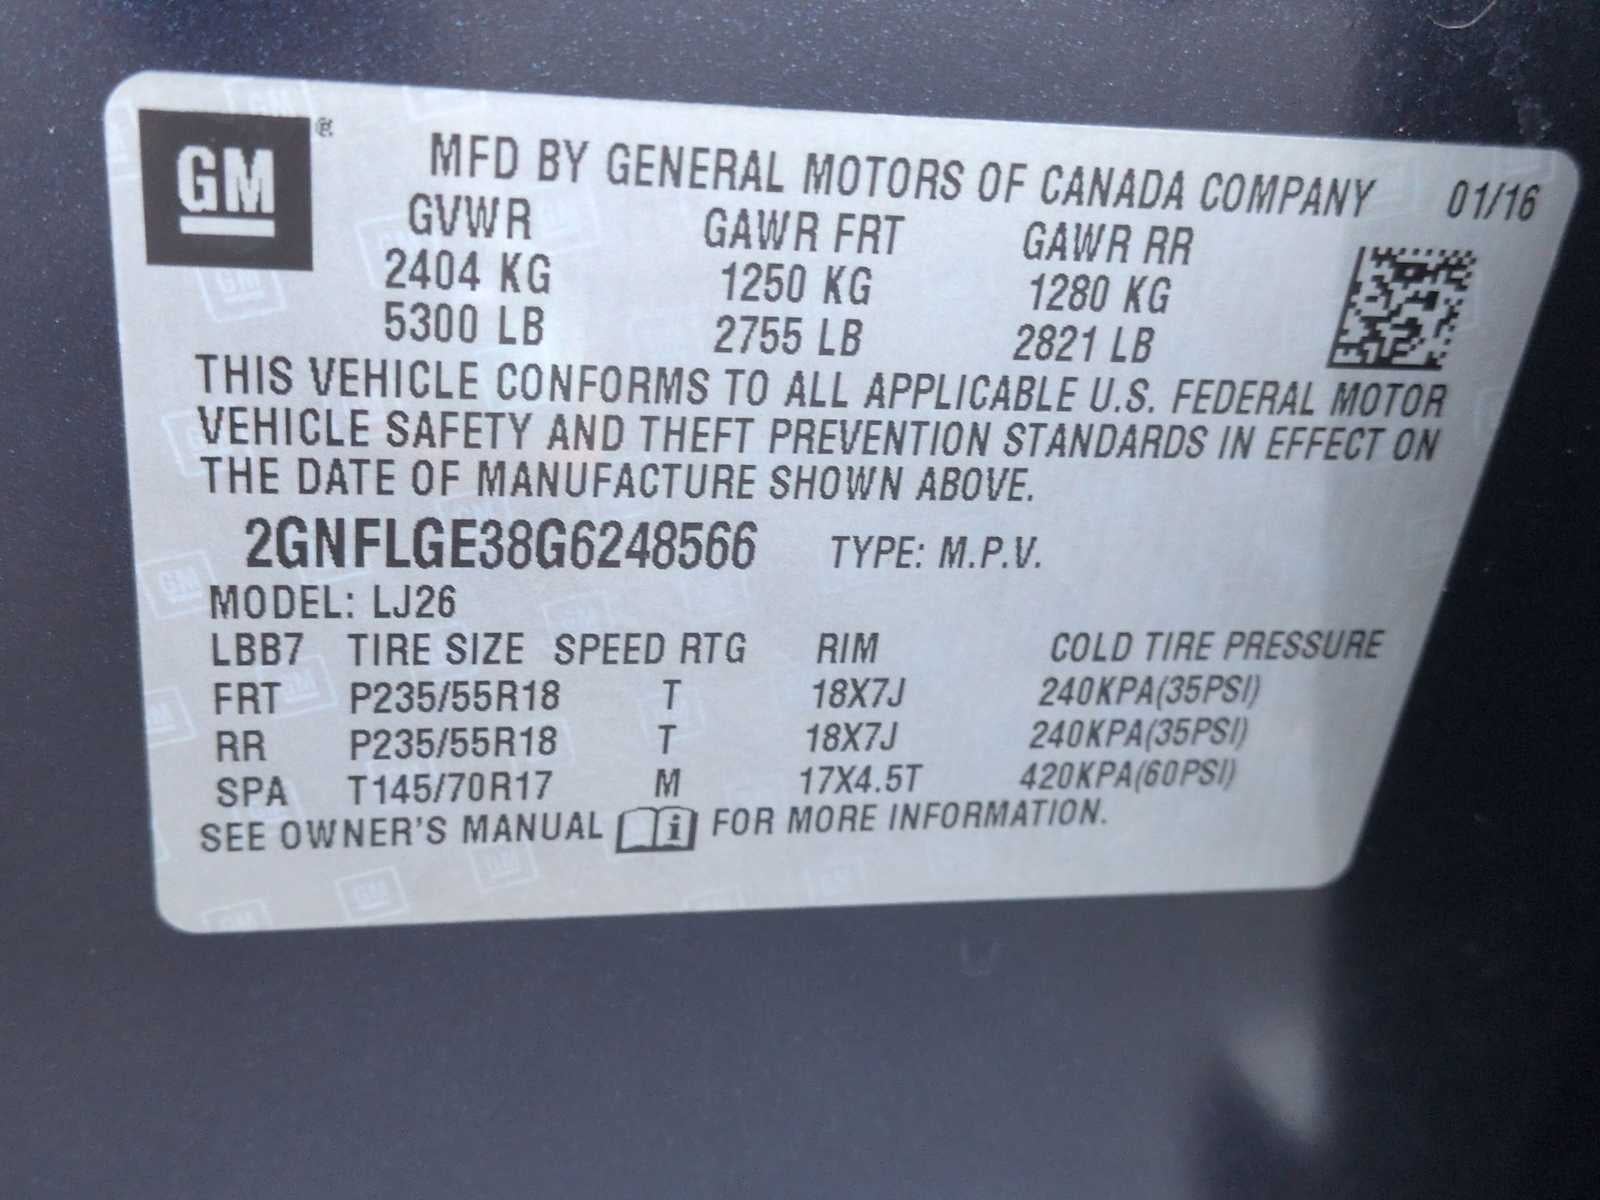 GM ® MFD BY GENERAL MOTORS OF CANADA COMPANY 01/16
GVWR GAWR FRT GAWR RR
2404 KG 1250 KG 1280 KG
5300 LB 2755 LB 2821 LB
THIS VEHICLE CONFORMS TO ALL APPLICABLE U.S. FEDERAL MOTOR
VEHICLE SAFETY AND THEFT PREVENTION STANDARDS IN EFFECT ON
THE DATE OF MANUFACTURE SHOWN ABOVE.
2GNFLGE38G6248566 TYPE: M.P.V.
MODEL: LJ26
LBB7 TIRE SIZE SPEED RTG RIM COLD TIRE PRESSURE
FRT P235/55R18 T 18X7J 240KPA(35PSI)
RR P235/55R18 T 18X7J 240KPA(35PSI)
SPA T145/70R17 M 17X4.5T 420KPA(60PSI)
SEE OWNER'S MANUAL i FOR MORE INFORMATION.